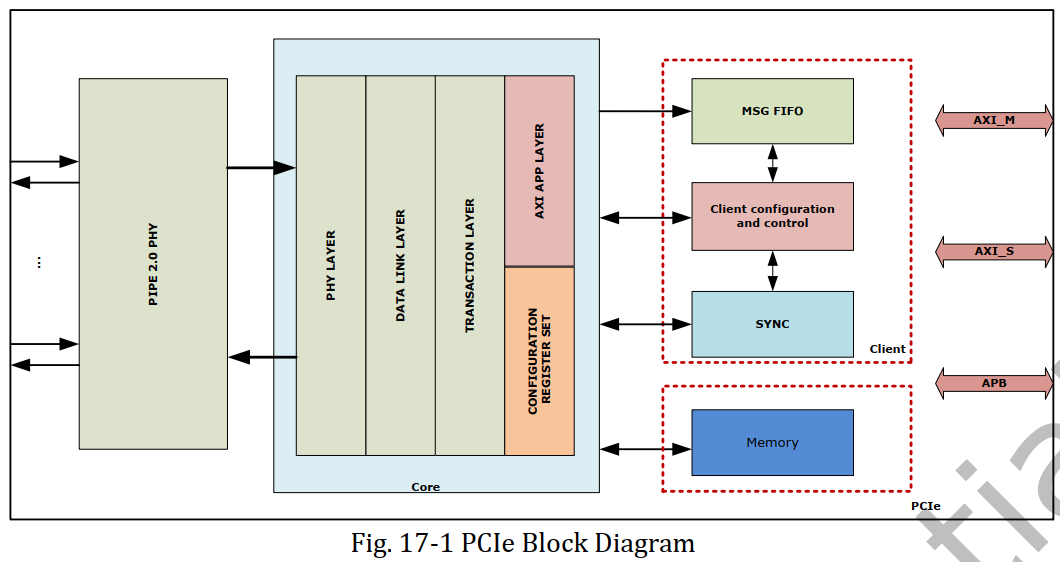 PIPE 2.0 PHY
...
PHY LAYER
DATA LINK LAYER
TRANSACTION LAYER
AXI APP LAYER
CONFIGURATION
REGISTER SET
Core
MSG FIFO
Client configuration
and control
SYNC
Client
Memory
PCIe
AXI_M
AXI_S
APB
Fig. 17-1 PCIe Block Diagram